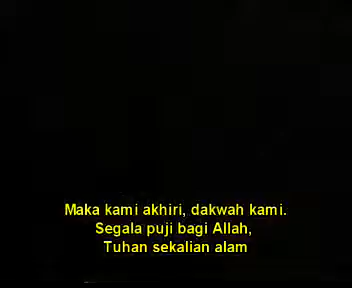 Maka kami akhiri, dakwah kami.
Segala puji bagi Allah,
Tuhan sekalian alam